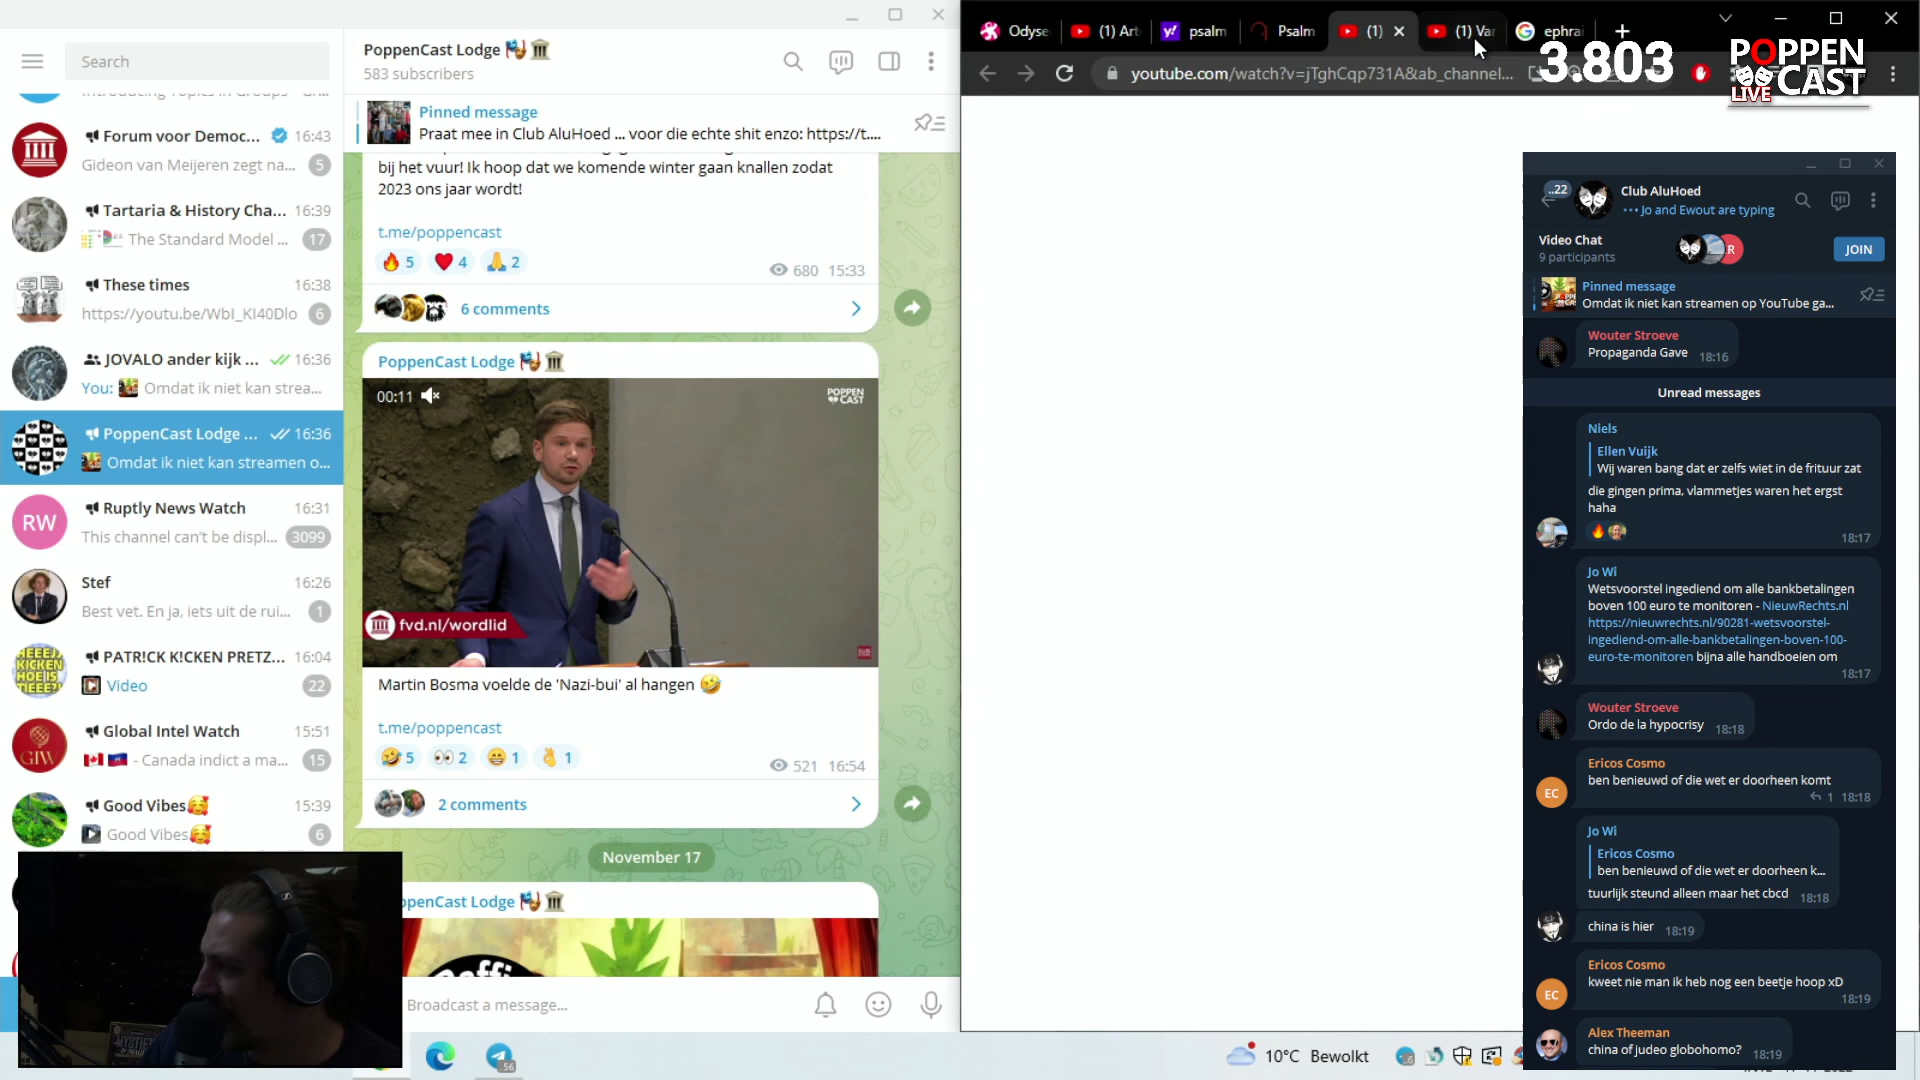 Search
PoppenCast Lodge
583 subscribers
Pinned message
Praat mee in Club AluHoed ... voor die echte shit enzo: https://t....
Forum voor Democ...
16:43
Gideon van Meijeren zegt na...
5
Tartaria & History Cha...
16:39
The Standard Model ...
17
These times
16:38
https://youtu.be/WbI_KI40Dlo
6
JOVALO ander kijk ...
16:36
You: Omdat ik niet kan strea...
PoppenCast Lodge ...
16:36
Omdat ik niet kan streamen o...
RW
Ruptly News Watch
16:31
This channel can't be displ...
3099
Stef
16:26
Best vet. En ja, iets uit de rui...
1
HEEEJ
KICKEN
HOE IS
TIEEE?
PATR!CK K!CKEN PRETZ...
16:04
Video
22
GIW
Global Intel Watch
15:51
- Canada indict a ma...
15
Good Vibes
15:39
Good Vibes
6
bij het vuur! Ik hoop dat we komende winter gaan knallen zodat
2023 ons jaar wordt!
t.me/poppencast
5
4
2
680 15:33
6 comments
PoppenCast Lodge
00:11
POPPEN
CAST
fvd.nl/wordlid
Martin Bosma voelde de 'Nazi-bui' al hangen
t.me/poppencast
5
2
1
1
521 16:54
2 comments
November 17
openCast Lodge
Broadcast a message...
Odyse
(1) Art
psalm
Psalm
(1)
(1) Var
ephrai
youtube.com/watch?v=jTghCqp731A&ab_channel...
3.803
POPPEN
CAST
LIVE
..22
Club AluHoed
Jo and Ewout are typing
Video Chat
9 participants
R
JOIN
Pinned message
Omdat ik niet kan streamen op YouTube ga...
Wouter Stroeve
Propaganda Gave 18:16
Unread messages
Niels
Ellen Vuijk
Wij waren bang dat er zelfs wiet in de frituur zat
die gingen prima, vlammetjes waren het ergst
haha
18:17
Jo Wi
Wetsvoorstel ingediend om alle bankbetalingen
boven 100 euro te monitoren - NieuwRechts.nl
https://nieuwrechts.nl/90281-wetsvoorstel-
ingediend-om-alle-bankbetalingen-boven-100-
euro-te-monitoren bijna alle handboeien om
18:17
Wouter Stroeve
Ordo de la hypocrisy 18:18
Ericos Cosmo
ben benieuwd of die wet er doorheen komt
1 18:18
EC
Jo Wi
Ericos Cosmo
ben benieuwd of die wet er doorheen k...
tuurlijk steund alleen maar het cbcd 18:18
china is hier 18:19
Ericos Cosmo
kweet nie man ik heb nog een beetje hoop xD
18:19
EC
Alex Theeman
china of judeo globohomo? 18:19
56
10°C Bewolkt